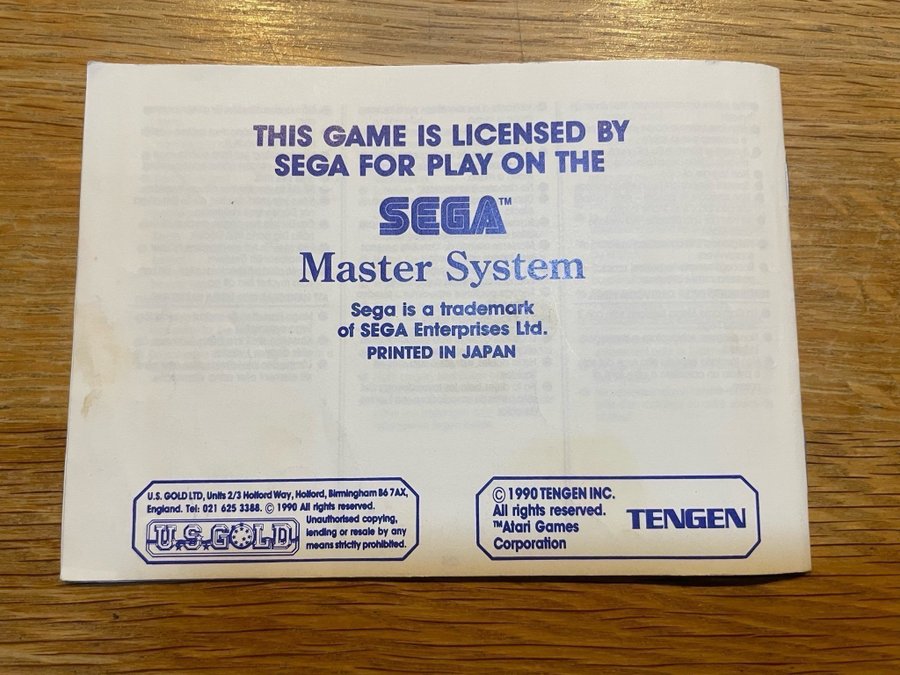 THIS GAME IS LICENSED BY
SEGA FOR PLAY ON THE
SEGA™
Master System
Sega is a trademark
of SEGA Enterprises Ltd.
PRINTED IN JAPAN
U.S. GOLD LTD, Units 2/3 Holford Way, Holford, Birmingham B6 7AX,
England. Tel: 021 625 3388. © 1990 All rights reserved.
Unauthorised copying,
lending or resale by any
means strictly prohibited.
U.S. GOLD
© 1990 TENGEN INC.
All rights reserved.
™Atari Games
Corporation
TENGEN